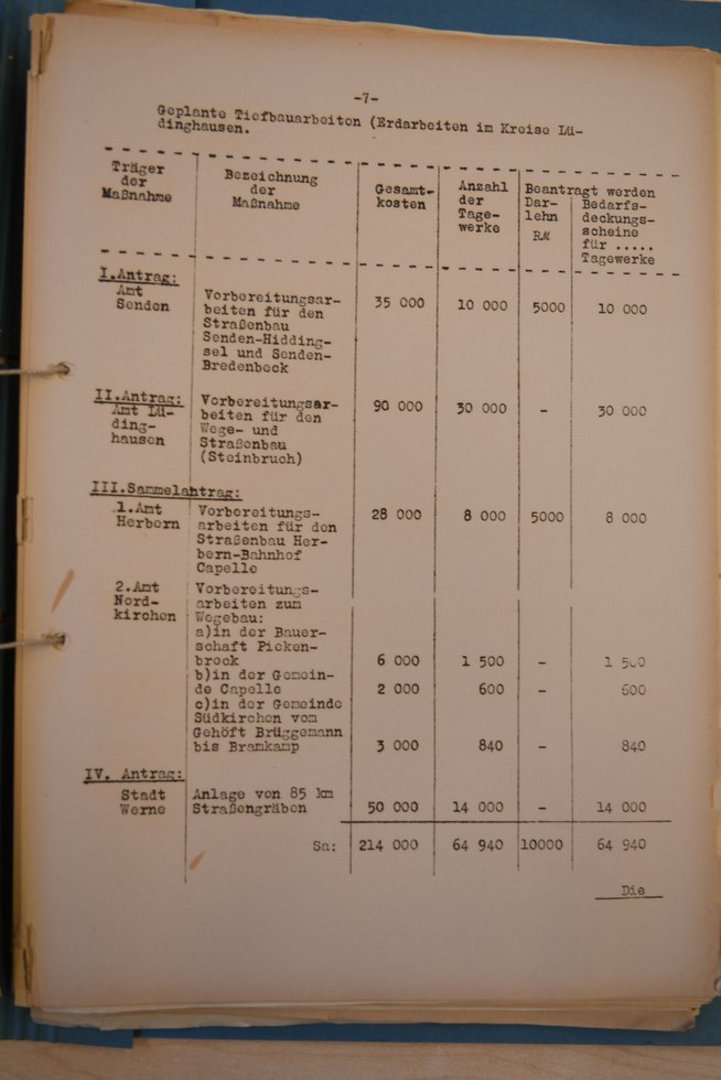 -7-
Geplante Tiefbauarbeiten (Erdarbeiten im Kreise Lü-
dinghausen.
Träger der Maßnahme | Bezeichnung der Maßnahme | Gesamt-kosten | Anzahl der Tage-werke | Beantragt werden
Dar-lehn RM | Bedarfs-deckungs-scheine für ..... Tagewerke
I.Antrag:
Amt Vorbereitungsar- 35 000 10 000 5000 10 000
Senden beiten für den
Straßenbau
Senden-Hidding-
sel und Senden-
Bredenbeck
II.Antrag: Vorbereitungsar- 90 000 30 000 - 30 000
Amt Lü- beiten für den
ding- Wege- und
hausen Straßenbau
(Steinbruch)
III.Sammelantrag:
1.Amt Vorbereitungs- 28 000 8 000 5000 8 000
Herbern arbeiten für den
Straßenbau Her-
bern-Bahnhof
Capelle
2.Amt Vorbereitungs-
Nord- arbeiten zum
kirchen Wegebau:
a)in der Bauer-
schaft Picken-
brock 6 000 1 500 - 1 500
b)in der Gemein-
de Capelle 2 000 600 - 600
c)in der Gemeinde
Südkirchen vom
Gehöft Brüggemann
bis Bramkamp 3 000 840 - 840
IV. Antrag:
Stadt Anlage von 85 km
Werne Straßengräben 50 000 14 000 - 14 000
Sa: 214 000 64 940 10000 64 940
Die